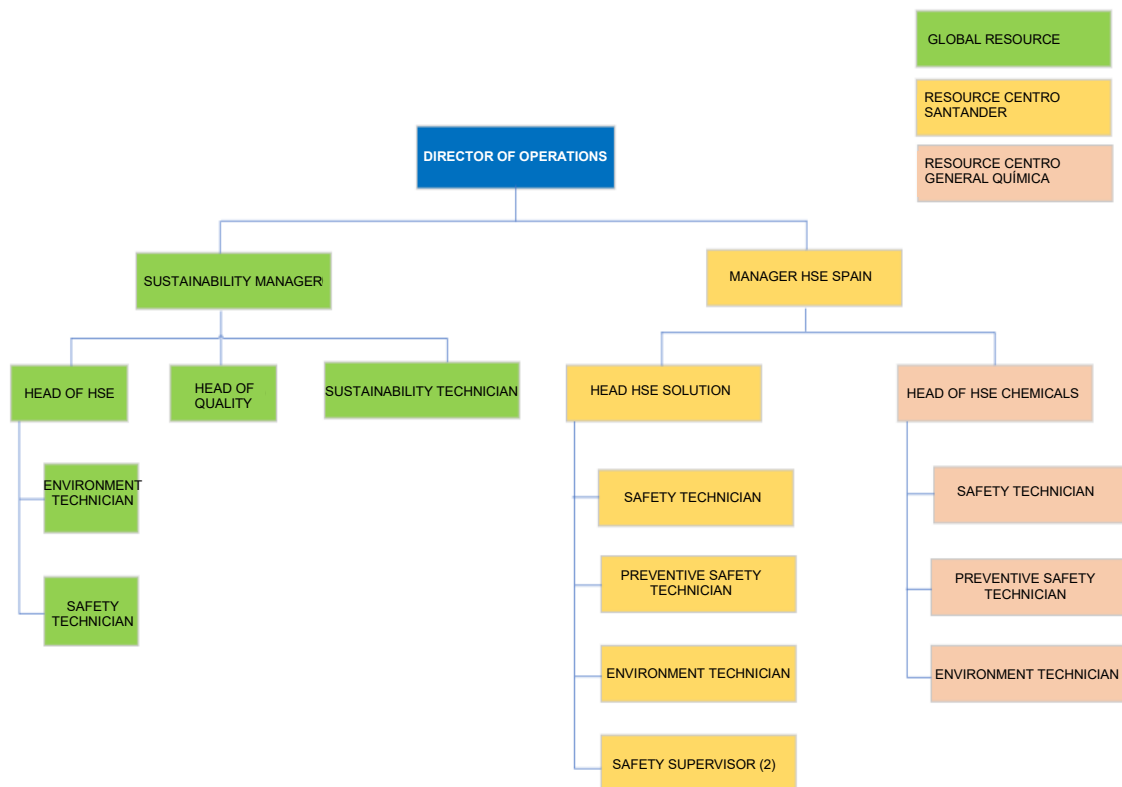 GLOBAL RESOURCE
RESOURCE CENTRO
SANTANDER
RESOURCE CENTRO
GENERAL QUÍMICA
DIRECTOR OF OPERATIONS
SUSTAINABILITY MANAGER
MANAGER HSE SPAIN
HEAD OF HSE
HEAD OF
QUALITY
SUSTAINABILITY TECHNICIAN
HEAD HSE SOLUTION
HEAD OF HSE CHEMICALS
ENVIRONMENT
TECHNICIAN
SAFETY
TECHNICIAN
SAFETY TECHNICIAN
PREVENTIVE SAFETY
TECHNICIAN
ENVIRONMENT TECHNICIAN
SAFETY SUPERVISOR (2)
SAFETY TECHNICIAN
PREVENTIVE SAFETY
TECHNICIAN
ENVIRONMENT TECHNICIAN